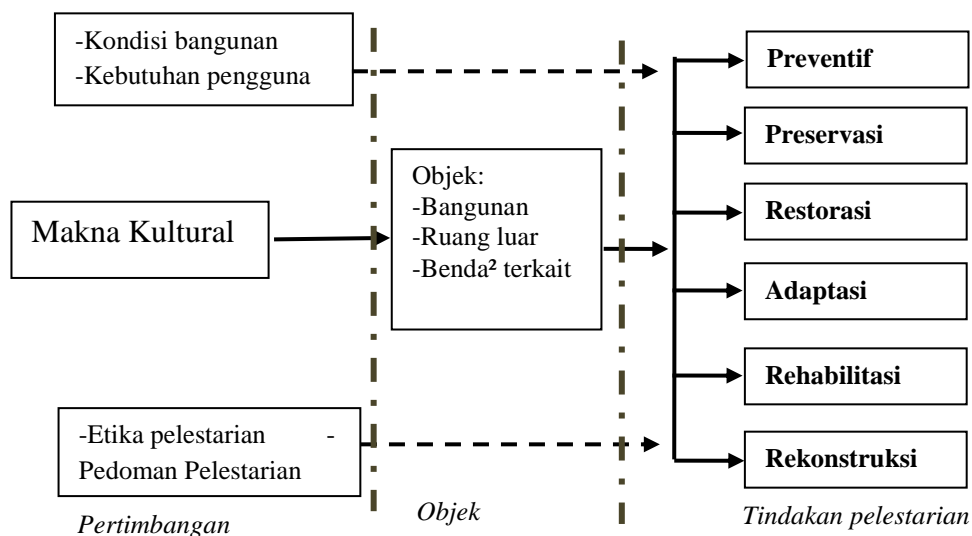 -Kondisi bangunan
-Kebutuhan pengguna
Makna Kultural
-Etika pelestarian -
Pedoman Pelestarian
Pertimbangan
Objek:
-Bangunan
-Ruang luar
-Benda² terkait
Objek
Preventif
Preservasi
Restorasi
Adaptasi
Rehabilitasi
Rekonstruksi
Tindakan pelestarian